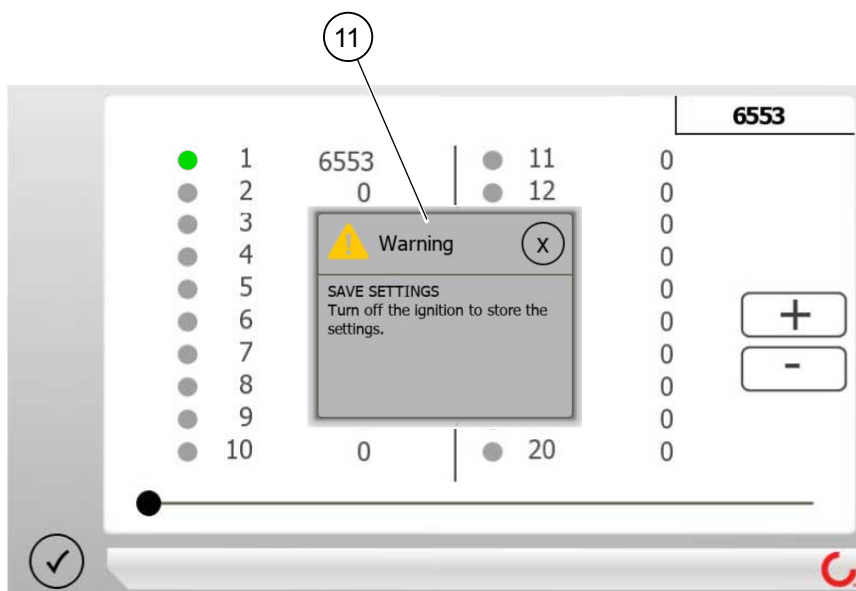 11
6553
1 6553 11 0
2 0 12 0
3 0
4 0
5 0
6 0
7 0
8 0
9 0
10 0 20 0
Warning X
SAVE SETTINGS
Turn off the ignition to store the
settings.
+
-